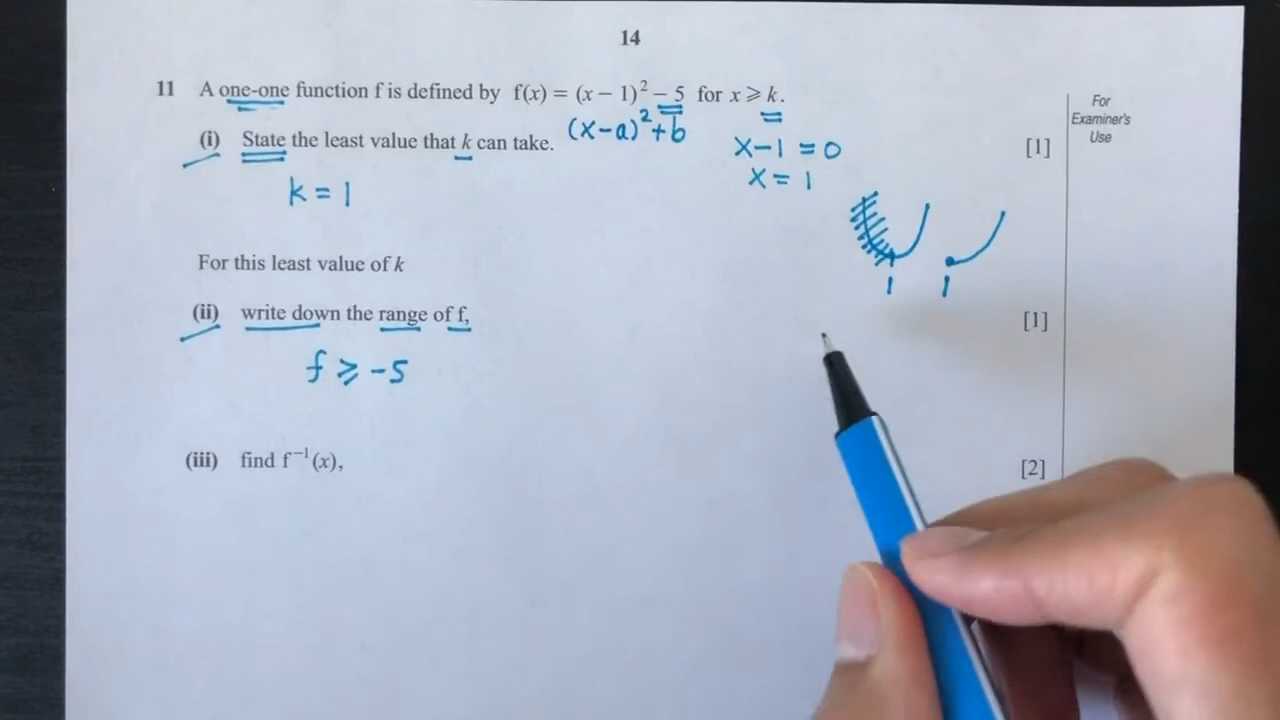 14
11 A one-one function f is defined by f(x) = (x − 1)² − 5 for x ⩾ k.
For
Examiner's
Use
(x-a)²+b
(i) State the least value that k can take.
[1]
x-1 = 0
x = 1
k = 1
1 1
For this least value of k
(ii) write down the range of f,
[1]
f ⩾ -5
(iii) find f⁻¹(x),
[2]